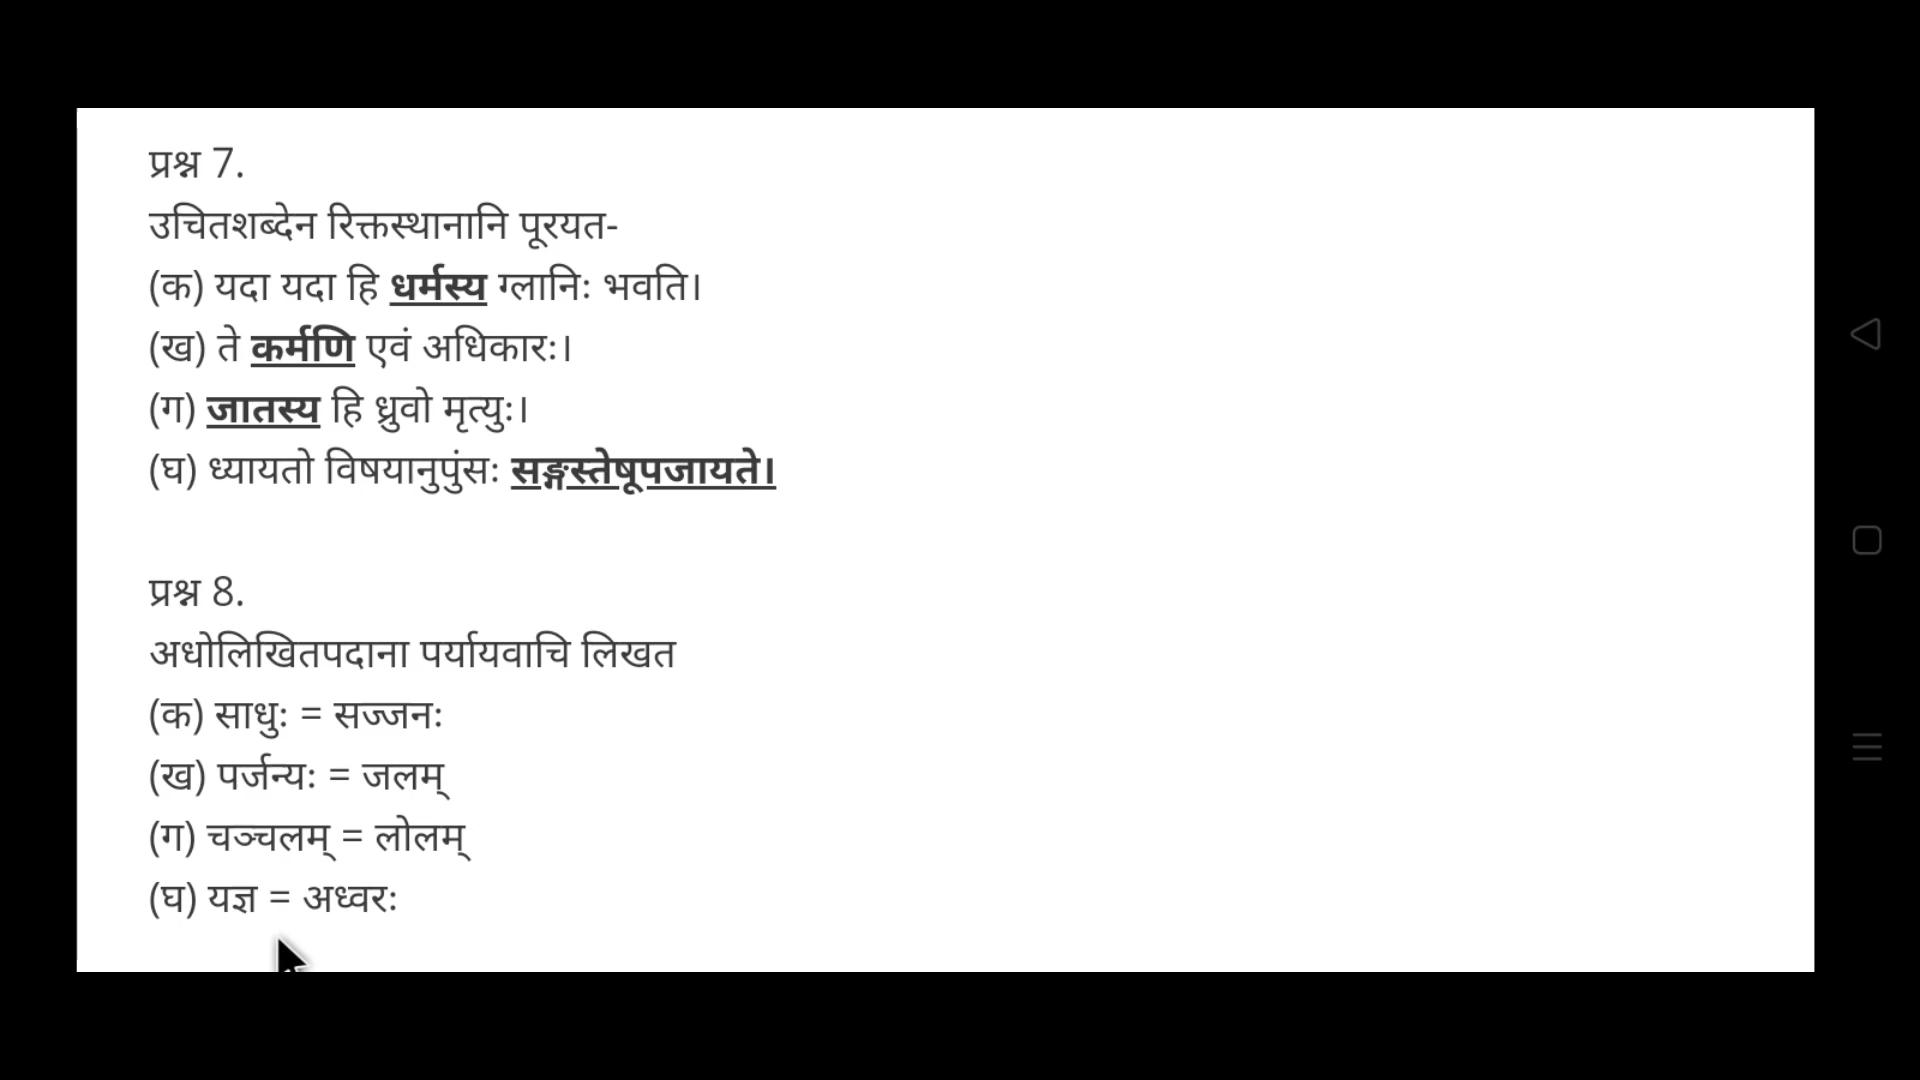 प्रश्न 7.
उचितशब्देन रिक्तस्थानानि पूरयत-
(क) यदा यदा हि धर्मस्य ग्लानिः भवति।
(ख) ते कर्मणि एवं अधिकारः।
(ग) जातस्य हि ध्रुवो मृत्युः।
(घ) ध्यायतो विषयानुपुंसः सङ्गस्तेषूपजायते।
प्रश्न 8.
अधोलिखितपदाना पर्यायवाचि लिखत
(क) साधुः = सज्जनः
(ख) पर्जन्यः = जलम्
(ग) चञ्चलम् = लोलम्
(घ) यज्ञ = अध्वरः